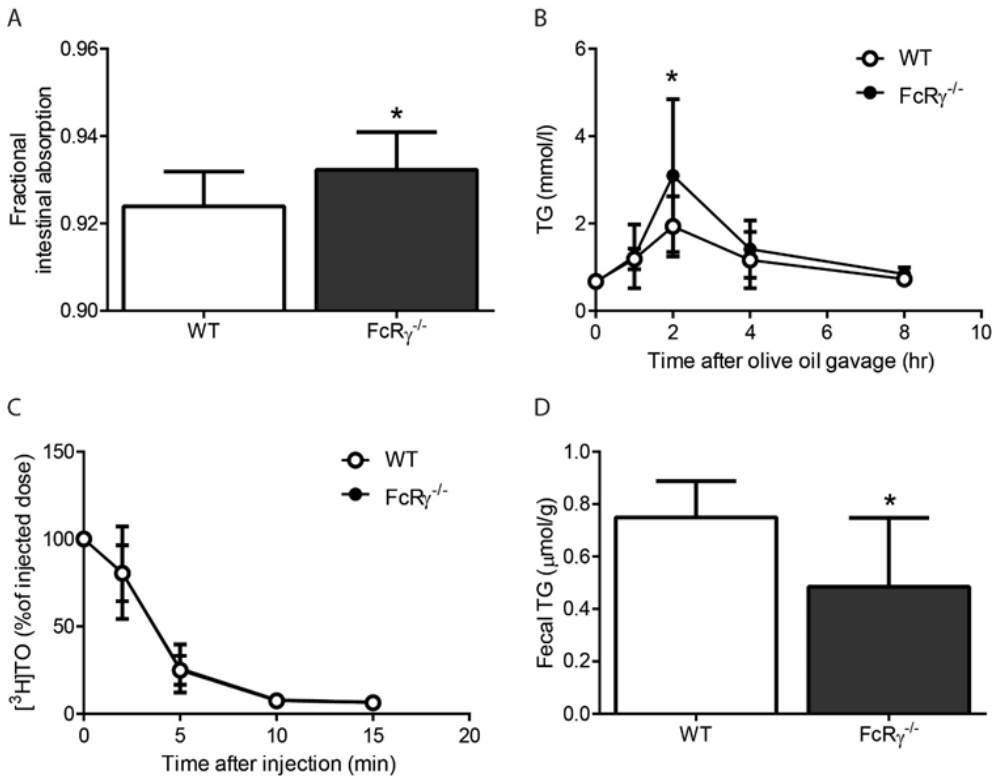 A
0.96
0.94
0.92
0.90
Fractional
intestinal absorption
*
WT
FcRγ-/-
B
6
4
2
0
TG (mmol/l)
*
WT
FcRγ-/-
0 2 4 6 8 10
Time after olive oil gavage (hr)
C
150
100
50
0
[³H]TO (%of injected dose)
WT
FcRγ-/-
0 5 10 15 20
Time after injection (min)
D
1.0
0.8
0.6
0.4
0.2
0.0
Fecal TG (μmol/g)
*
WT
FcRγ-/-